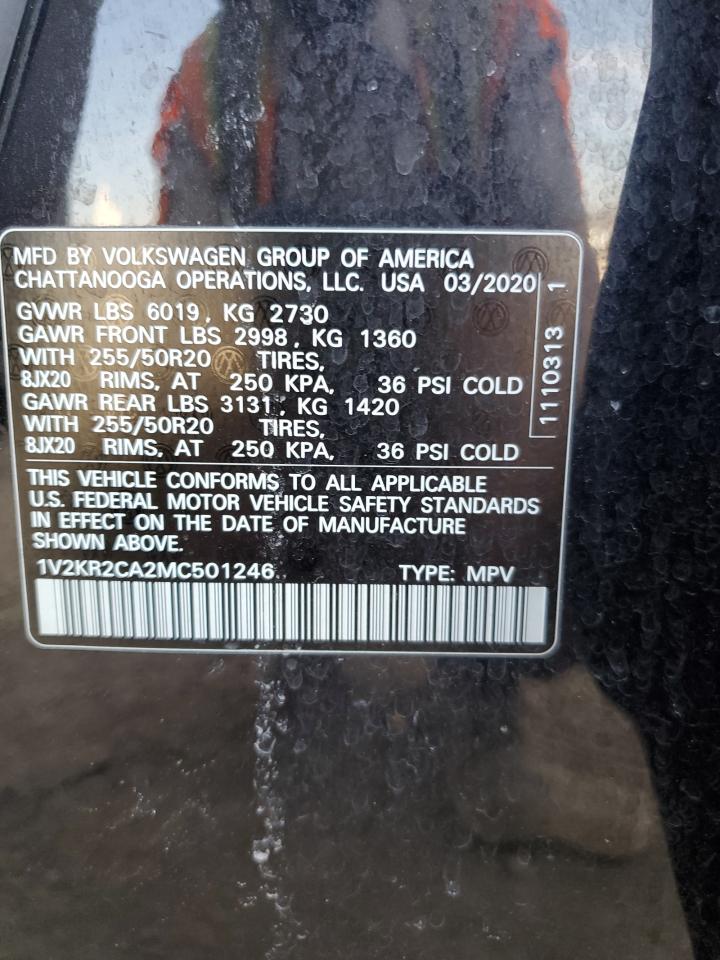 MFD BY VOLKSWAGEN GROUP OF AMERICA
CHATTANOOGA OPERATIONS, LLC. USA 03/2020
GVWR LBS 6019, KG 2730
GAWR FRONT LBS 2998, KG 1360
WITH 255/50R20 TIRES,
8JX20 RIMS, AT 250 KPA, 36 PSI COLD
GAWR REAR LBS 3131, KG 1420
WITH 255/50R20 TIRES,
8JX20 RIMS, AT 250 KPA, 36 PSI COLD
1110313 1
THIS VEHICLE CONFORMS TO ALL APPLICABLE
U.S. FEDERAL MOTOR VEHICLE SAFETY STANDARDS
IN EFFECT ON THE DATE OF MANUFACTURE
SHOWN ABOVE.
1V2KR2CA2MC501246 TYPE: MPV